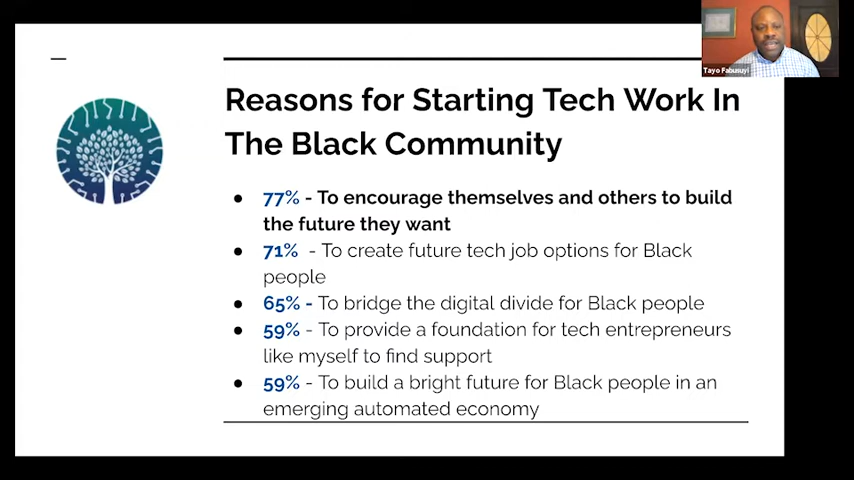 Tayo Fabusuyi
Reasons for Starting Tech Work In
The Black Community
● 77% - To encourage themselves and others to build
the future they want
● 71% - To create future tech job options for Black
people
● 65% - To bridge the digital divide for Black people
● 59% - To provide a foundation for tech entrepreneurs
like myself to find support
● 59% - To build a bright future for Black people in an
emerging automated economy